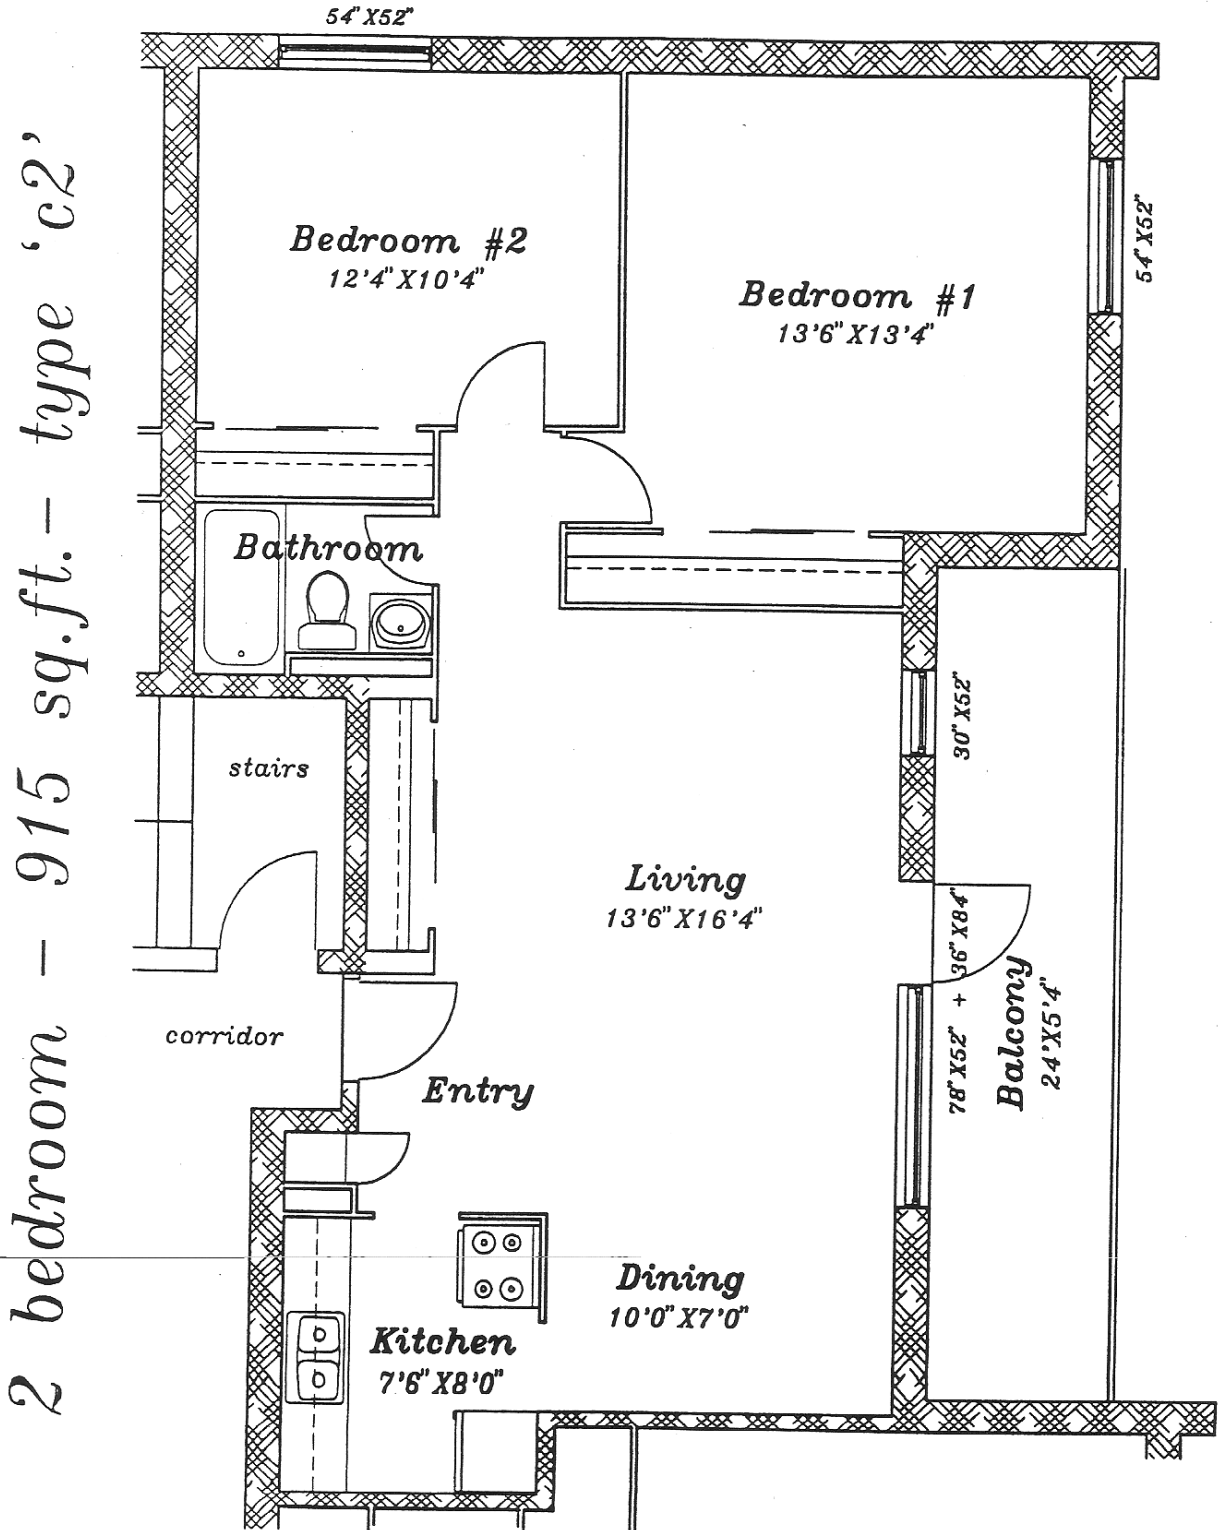 54"X52"
2 bedroom - 915 sq.ft. - type 'c2'
Bedroom #2
12'4"X10'4"
Bedroom #1
13'6"X13'4"
54"X52"
Bathroom
30"X52"
stairs
Living
13'6"X16'4"
78"X52" + 36"X84"
Balcony
24'X5'4"
corridor
Entry
Dining
10'0"X7'0"
Kitchen
7'6"X8'0"